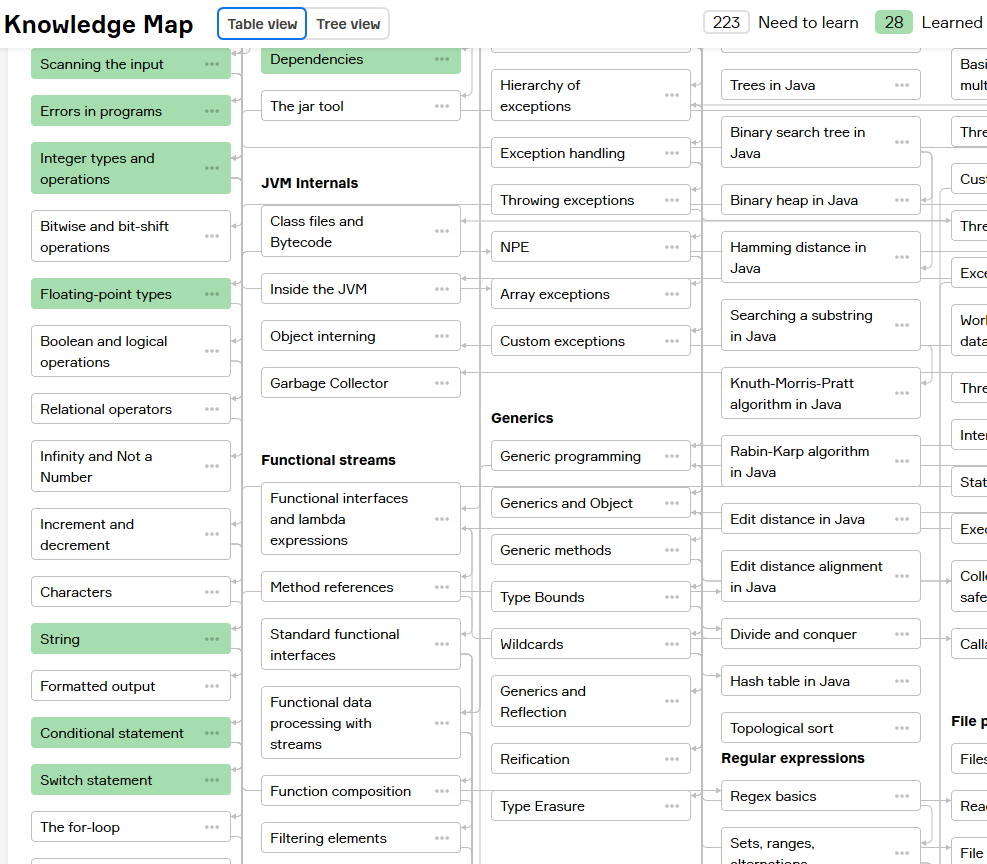 Knowledge Map
Table view
Tree view
223
Need to learn
28
Learned
Scanning the input
Errors in programs
Integer types and
operations
Bitwise and bit-shift
operations
Floating-point types
Boolean and logical
operations
Relational operators
Infinity and Not a
Number
Increment and
decrement
Characters
String
Formatted output
Conditional statement
Switch statement
The for-loop
Dependencies
The jar tool
JVM Internals
Class files and
Bytecode
Inside the JVM
Object interning
Garbage Collector
Functional streams
Functional interfaces
and lambda
expressions
Method references
Standard functional
interfaces
Functional data
processing with
streams
Function composition
Filtering elements
Hierarchy of
exceptions
Exception handling
Throwing exceptions
NPE
Array exceptions
Custom exceptions
Generics
Generic programming
Generics and Object
Generic methods
Type Bounds
Wildcards
Generics and
Reflection
Reification
Type Erasure
Trees in Java
Binary search tree in
Java
Binary heap in Java
Hamming distance in
Java
Searching a substring
in Java
Knuth-Morris-Pratt
algorithm in Java
Rabin-Karp algorithm
in Java
Edit distance in Java
Edit distance alignment
in Java
Divide and conquer
Hash table in Java
Topological sort
Regular expressions
Regex basics
Sets, ranges,
alternations
Basi
mult
Thre
Cust
Thre
Exce
Worl
data
Thre
Inter
Stat
Exec
Colle
safe
Calla
File p
Files
Read
File